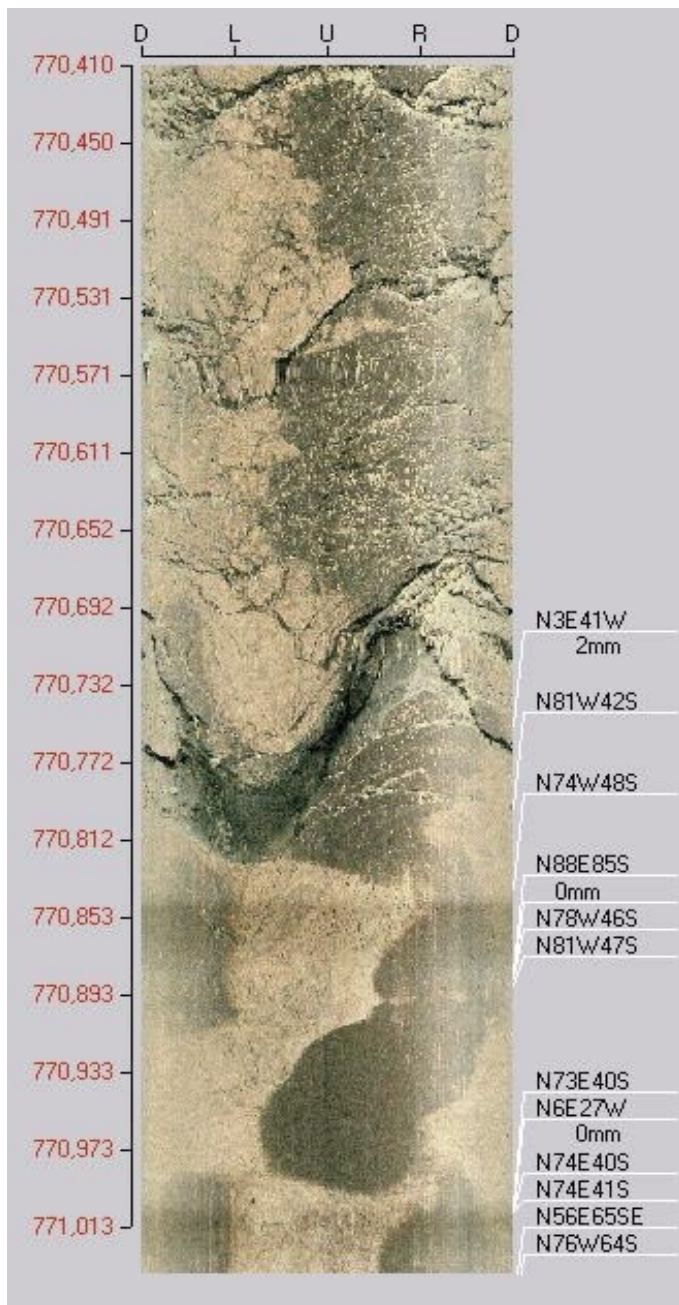 D L U R D
770,410
770,450
770,491
770,531
770,571
770,611
770,652
770,692
770,732
770,772
770,812
770,853
770,893
770,933
770,973
771,013
N3E41W
2mm
N81W42S
N74W48S
N88E85S
0mm
N78W46S
N81W47S
N73E40S
N6E27W
0mm
N74E40S
N74E41S
N56E65SE
N76W64S